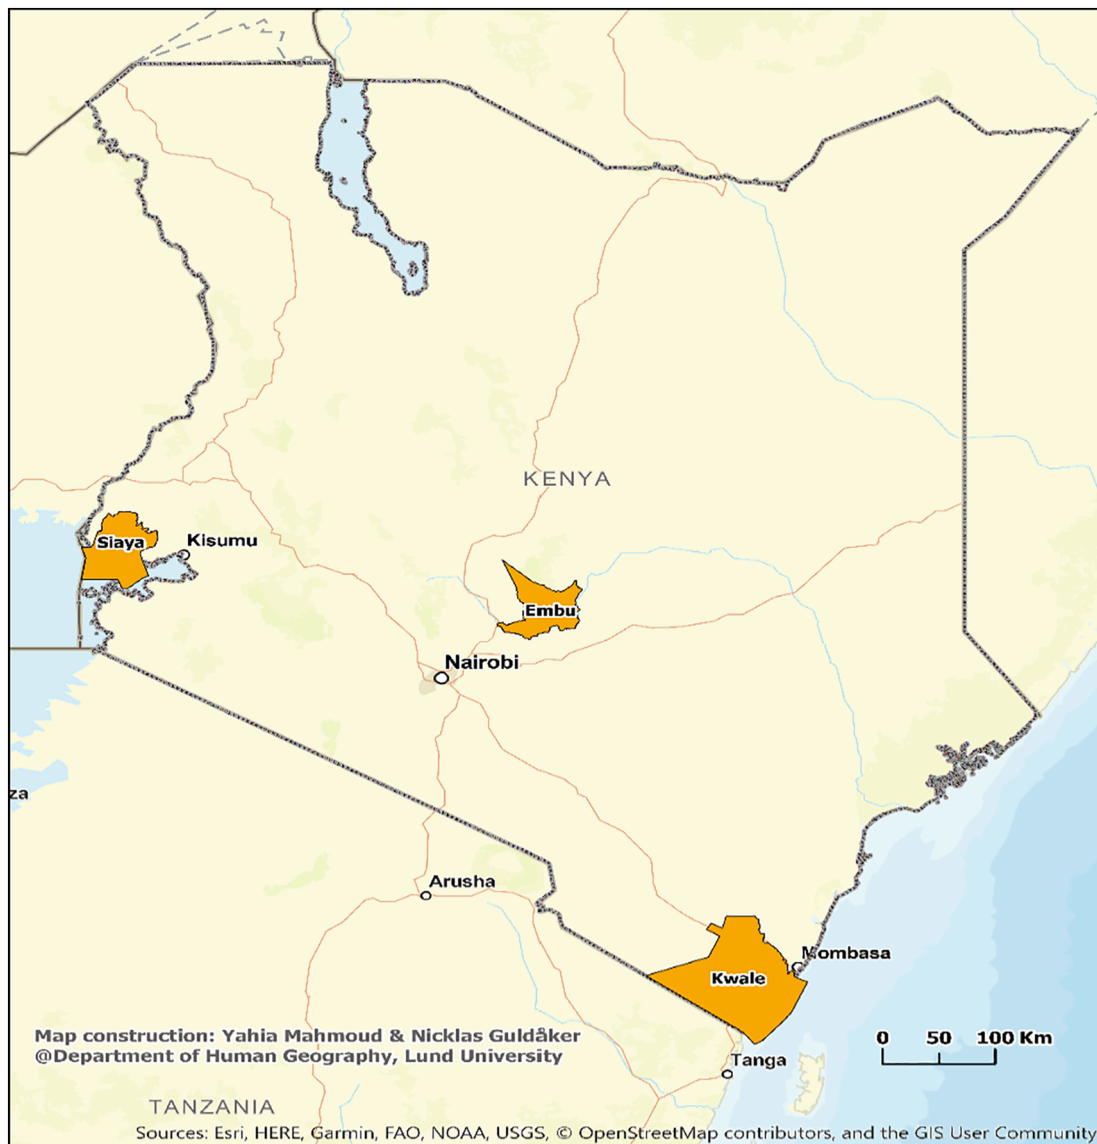 KENYA
Siaya
Kisumu
Embu
Nairobi
za
Arusha
Mombasa
Kwale
Map construction: Yahia Mahmoud & Nicklas Guldåker
@Department of Human Geography, Lund University
0 50 100 Km
Tanga
TANZANIA
Sources: Esri, HERE, Garmin, FAO, NOAA, USGS, © OpenStreetMap contributors, and the GIS User Community